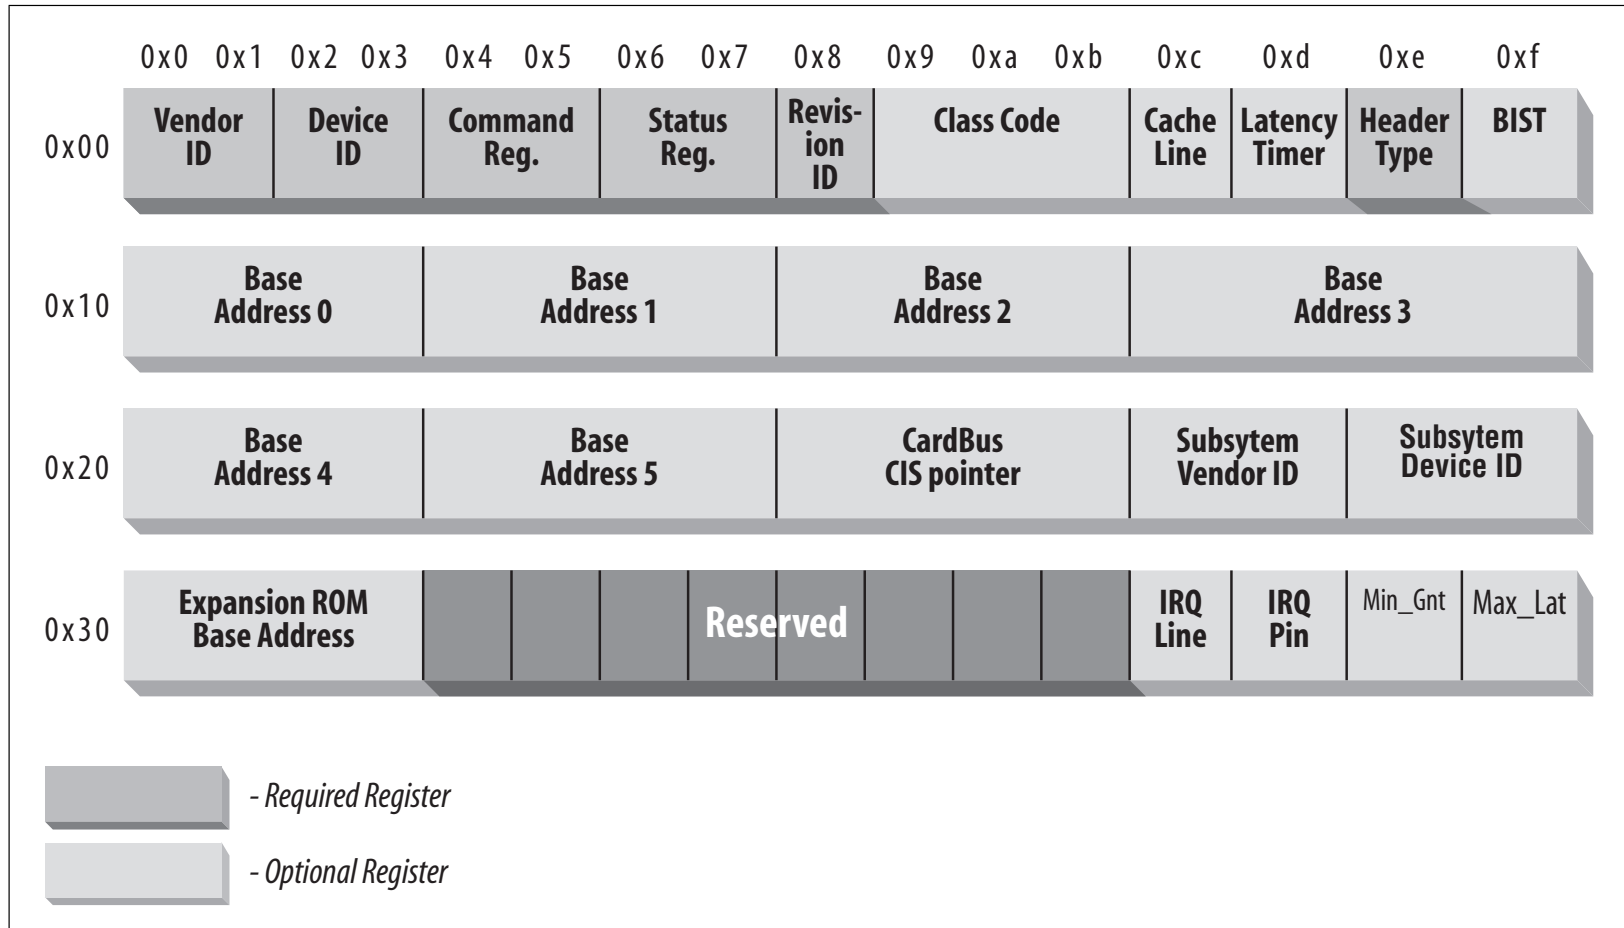 0x0 0x1 0x2 0x3 0x4 0x5 0x6 0x7 0x8 0x9 0xa 0xb 0xc 0xd 0xe 0xf
0x00
Vendor
ID
Device
ID
Command
Reg.
Status
Reg.
Revis-
ion
ID
Class Code
Cache
Line
Latency
Timer
Header
Type
BIST
0x10
Base
Address 0
Base
Address 1
Base
Address 2
Base
Address 3
0x20
Base
Address 4
Base
Address 5
CardBus
CIS pointer
Subsytem
Vendor ID
Subsytem
Device ID
0x30
Expansion ROM
Base Address
Reserved
IRQ
Line
IRQ
Pin
Min_Gnt
Max_Lat
- Required Register
- Optional Register